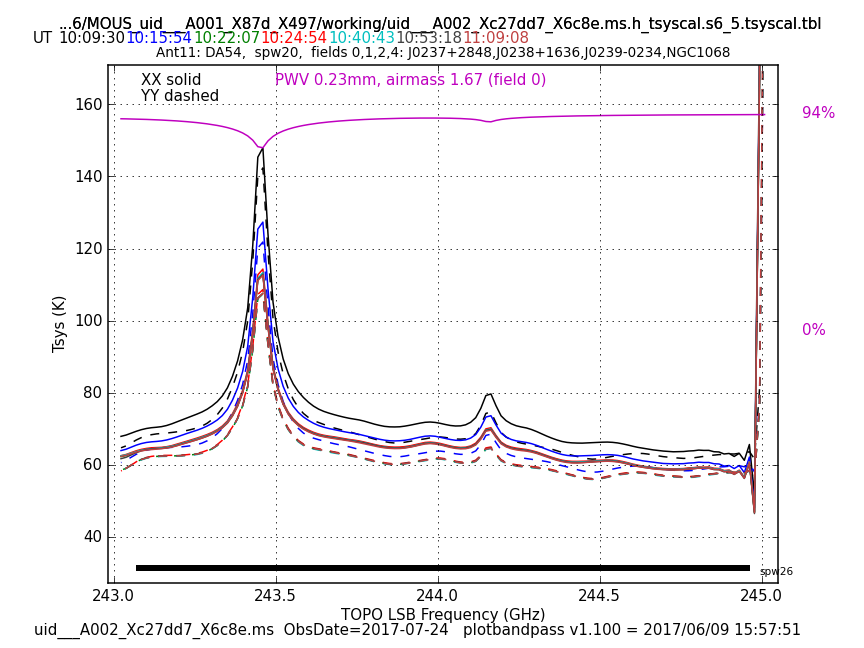 ...6/MOUS_uid___A001_X87d_X497/working/uid___A002_Xc27dd7_X6c8e.ms.h_tsyscal.s6_5.tsyscal.tbl
UT 10:09:30 10:15:54 10:22:07 10:24:54 10:40:43 10:53:18 11:09:08
Ant11: DA54, spw20, fields 0,1,2,4: J0237+2848,J0238+1636,J0239-0234,NGC1068
XX solid
PWV 0.23mm, airmass 1.67 (field 0)
YY dashed
160
140
120
100
80
60
40
Tsys (K)
94%
0%
spw26
243.0 243.5 244.0 244.5 245.0
TOPO LSB Frequency (GHz)
uid___A002_Xc27dd7_X6c8e.ms ObsDate=2017-07-24 plotbandpass v1.100 = 2017/06/09 15:57:51